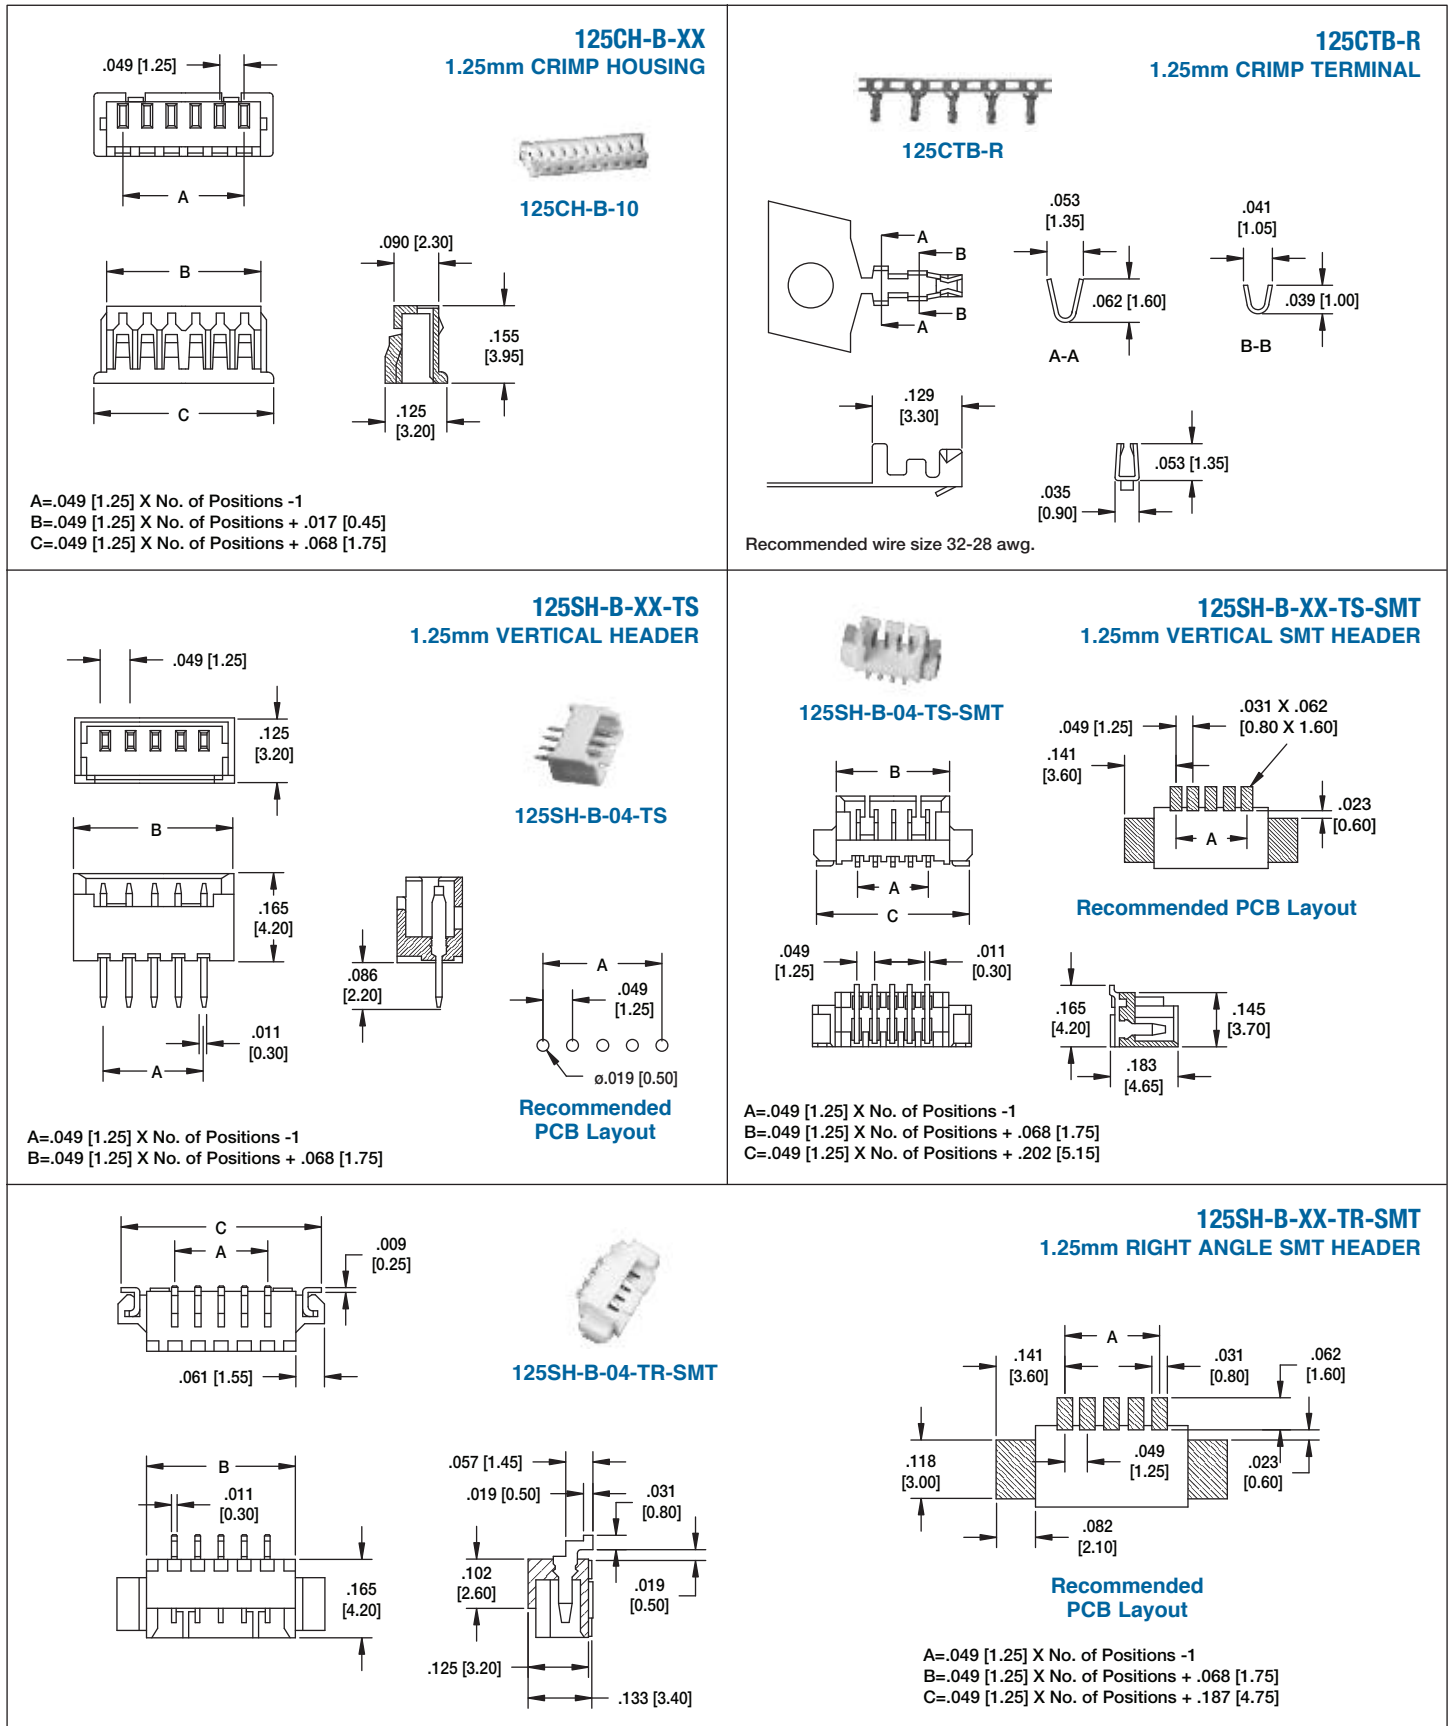 125CH-B-XX
1.25mm CRIMP HOUSING
.049 [1.25]
A
125CH-B-10
B
.090 [2.30]
.155
[3.95]
C
.125
[3.20]
A=.049 [1.25] X No. of Positions -1
B=.049 [1.25] X No. of Positions + .017 [0.45]
C=.049 [1.25] X No. of Positions + .068 [1.75]
125CTB-R
1.25mm CRIMP TERMINAL
125CTB-R
A
B
A
B
.053
[1.35]
.062 [1.60]
A-A
.041
[1.05]
.039 [1.00]
B-B
.129
[3.30]
.053 [1.35]
.035
[0.90]
Recommended wire size 32-28 awg.
125SH-B-XX-TS
1.25mm VERTICAL HEADER
.049 [1.25]
.125
[3.20]
125SH-B-04-TS
B
.165
[4.20]
.086
[2.20]
.011
[0.30]
A
A
.049
[1.25]
ø.019 [0.50]
Recommended
PCB Layout
A=.049 [1.25] X No. of Positions -1
B=.049 [1.25] X No. of Positions + .068 [1.75]
125SH-B-XX-TS-SMT
1.25mm VERTICAL SMT HEADER
125SH-B-04-TS-SMT
.031 X .062
[0.80 X 1.60]
.049 [1.25]
.141
[3.60]
.023
[0.60]
A
Recommended PCB Layout
B
A
C
.049
[1.25]
.011
[0.30]
.165
[4.20]
.145
[3.70]
.183
[4.65]
A=.049 [1.25] X No. of Positions -1
B=.049 [1.25] X No. of Positions + .068 [1.75]
C=.049 [1.25] X No. of Positions + .202 [5.15]
125SH-B-XX-TR-SMT
1.25mm RIGHT ANGLE SMT HEADER
C
A
.009
[0.25]
.061 [1.55]
125SH-B-04-TR-SMT
B
.011
[0.30]
.165
[4.20]
.057 [1.45]
.019 [0.50]
.031
[0.80]
.102
[2.60]
.019
[0.50]
.125 [3.20]
.133 [3.40]
A
.141
[3.60]
.031
[0.80]
.062
[1.60]
.118
[3.00]
.049
[1.25]
.023
[0.60]
.082
[2.10]
Recommended
PCB Layout
A=.049 [1.25] X No. of Positions -1
B=.049 [1.25] X No. of Positions + .068 [1.75]
C=.049 [1.25] X No. of Positions + .187 [4.75]